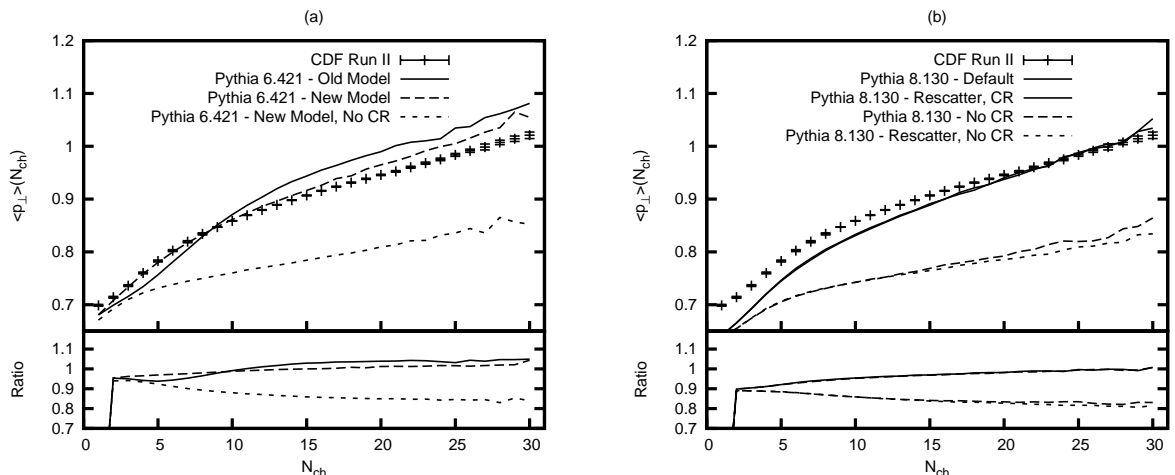 (a)
1.2
1.1
1
0.9
0.8
0.7
<p⊥>(Nch)
CDF Run II
Pythia 6.421 - Old Model
Pythia 6.421 - New Model
Pythia 6.421 - New Model, No CR
1.1
1
0.9
0.8
0.7
Ratio
0 5 10 15 20 25 30
Nch
(b)
1.2
1.1
1
0.9
0.8
0.7
<p⊥>(Nch)
CDF Run II
Pythia 8.130 - Default
Pythia 8.130 - Rescatter, CR
Pythia 8.130 - No CR
Pythia 8.130 - Rescatter, No CR
1.1
1
0.9
0.8
0.7
Ratio
0 5 10 15 20 25 30
Nch